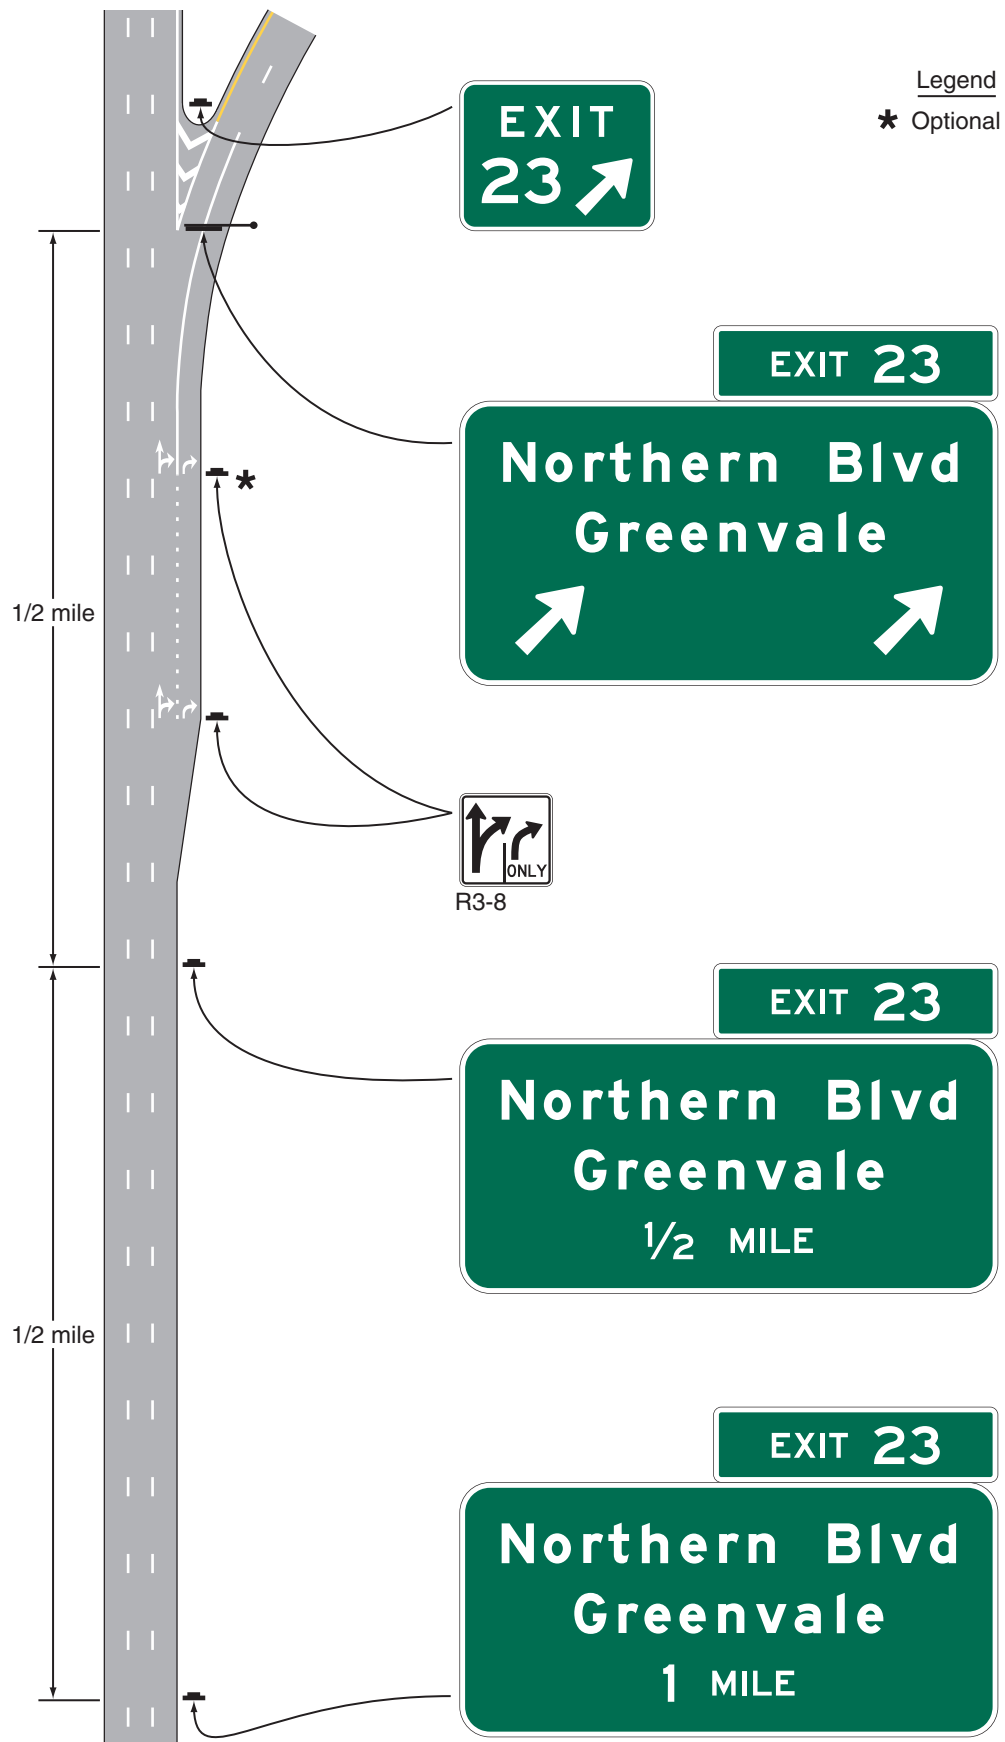 Legend
* Optional
EXIT
23
EXIT 23
Northern Blvd
Greenvale
*
1/2 mile
ONLY
R3-8
EXIT 23
Northern Blvd
Greenvale
1/2 MILE
1/2 mile
EXIT 23
Northern Blvd
Greenvale
1 MILE